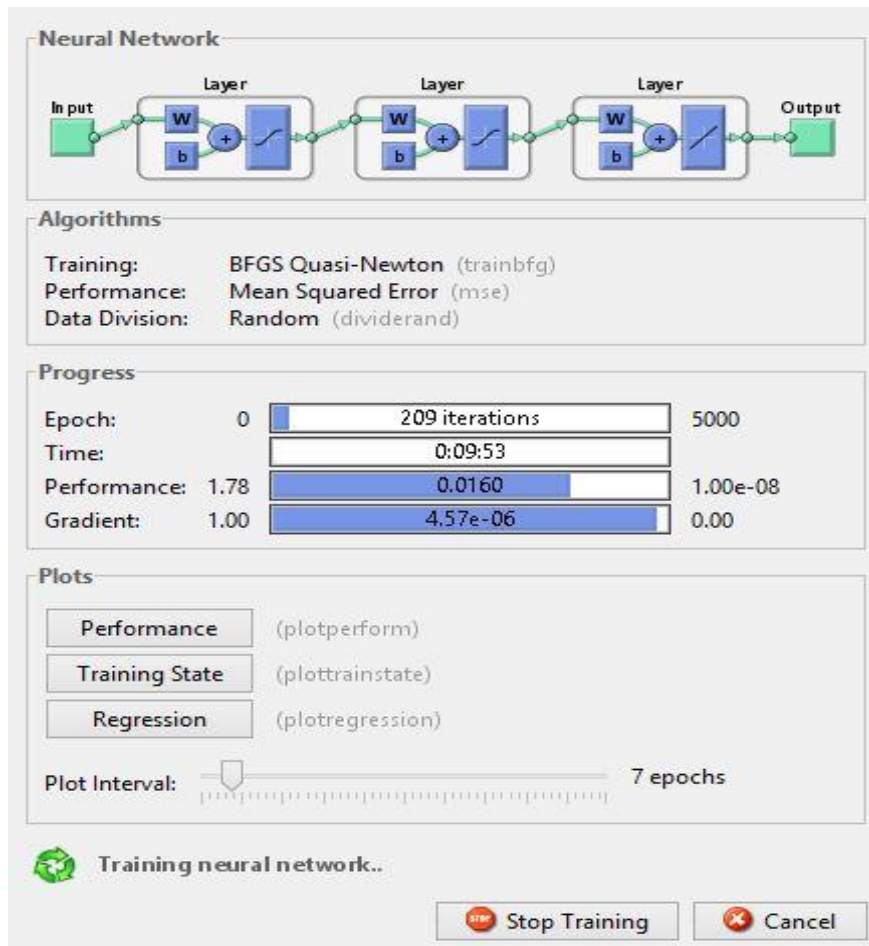 Neural Network
Layer Layer Layer
Input Output
W W W
+ + +
b b b
Algorithms
Training: BFGS Quasi-Newton (trainbfg)
Performance: Mean Squared Error (mse)
Data Division: Random (dividerand)
Progress
Epoch: 0 209 iterations 5000
Time: 0:09:53
Performance: 1.78 0.0160 1.00e-08
Gradient: 1.00 4.57e-06 0.00
Plots
Performance (plotperform)
Training State (plottrainstate)
Regression (plotregression)
Plot Interval: 7 epochs
Training neural network..
STOP Stop Training Cancel